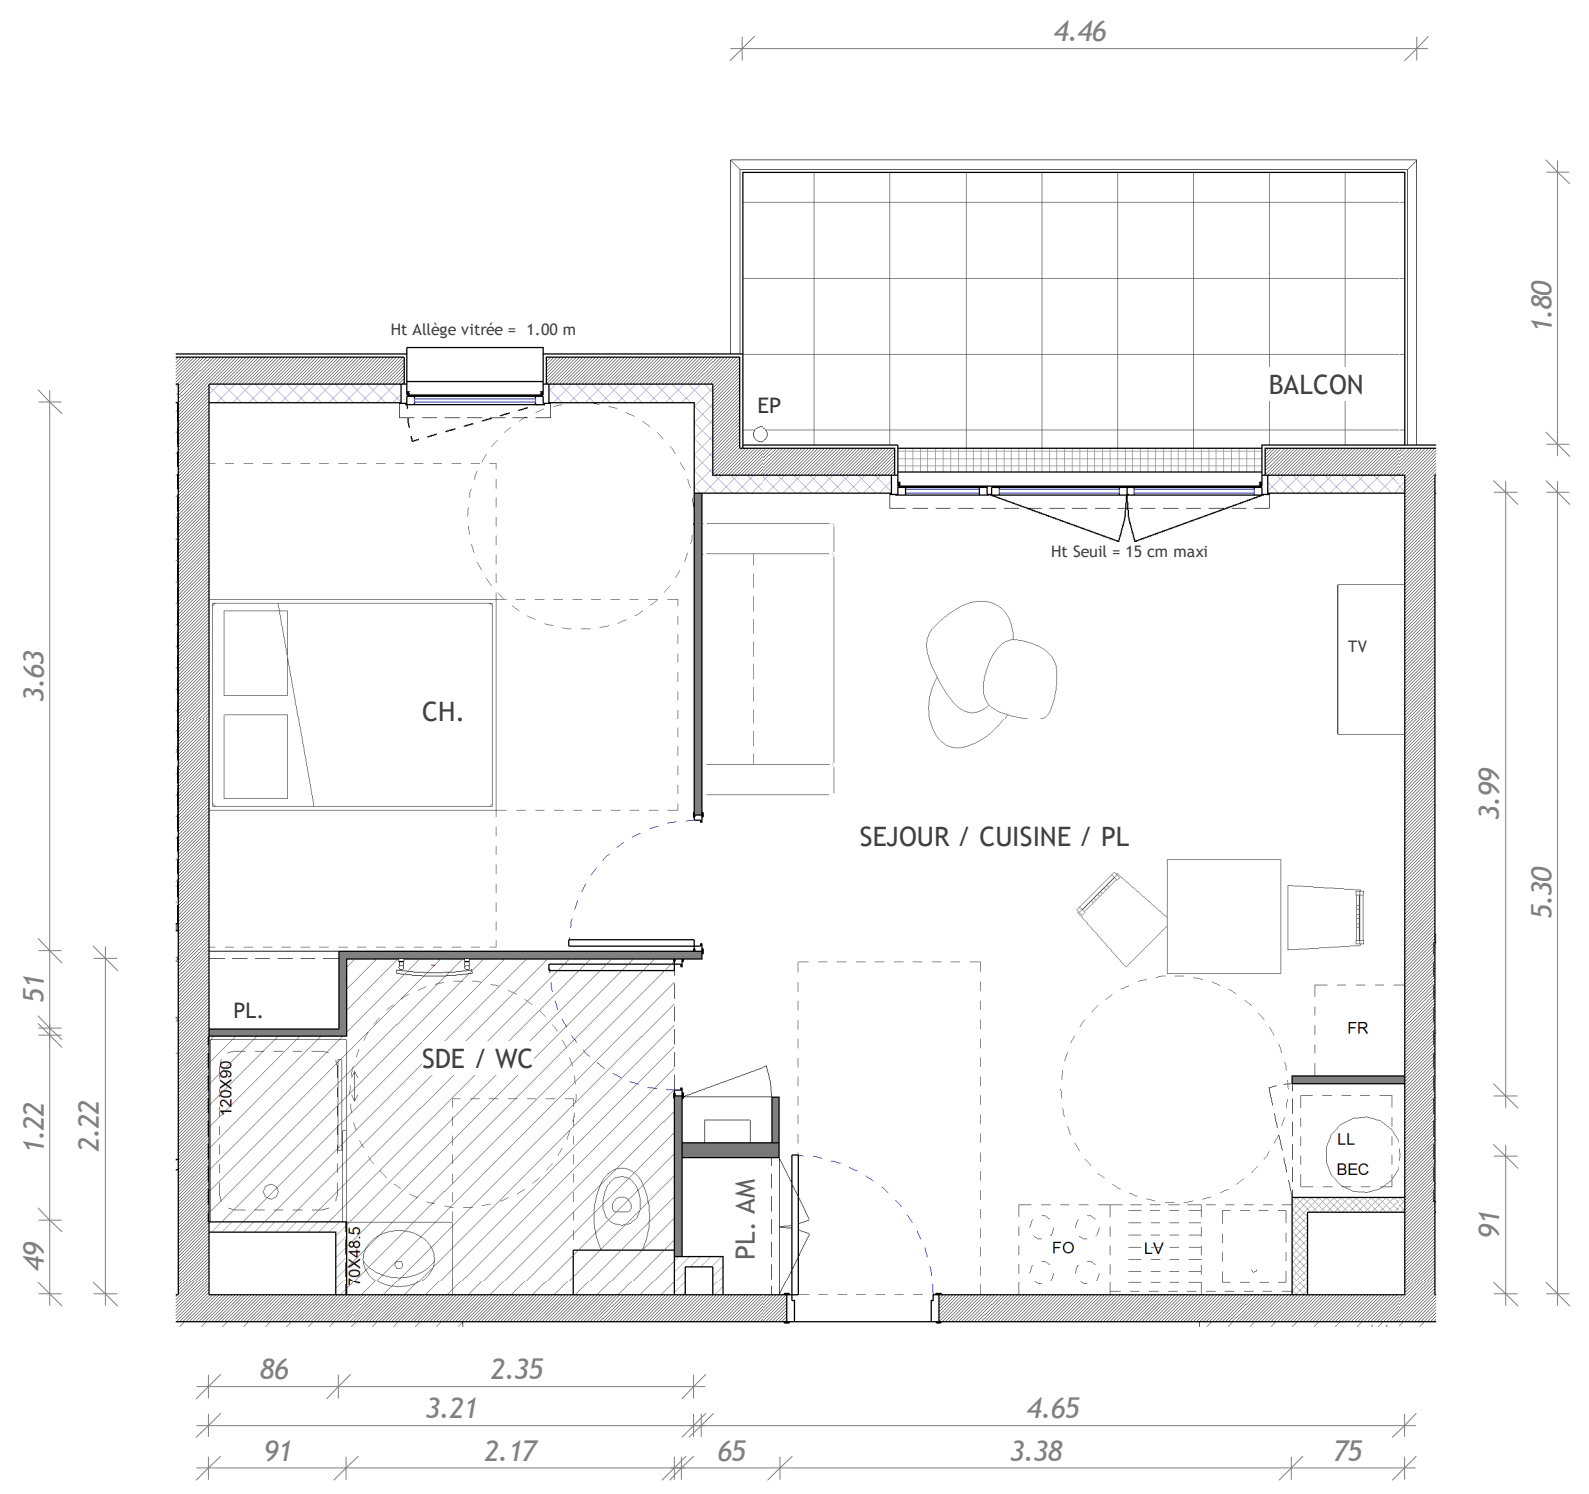 4.46
1.80
Ht Allège vitrée = 1.00 m
BALCON
EP
Ht Seuil = 15 cm maxi
TV
3.63
CH.
3.99
SEJOUR / CUISINE / PL
5.30
51
PL.
FR
SDE / WC
120X90
1.22
2.22
LL
BEC
PL. AM
91
49
70X48.5
FO
LV
86
2.35
3.21
4.65
91
2.17
65
3.38
75